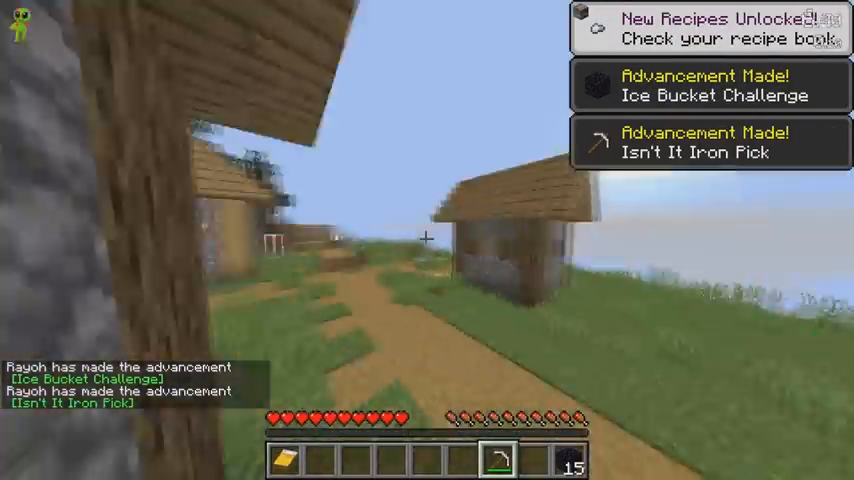 New Recipes Unlocked!
Check your recipe book
Advancement Made!
Ice Bucket Challenge
Advancement Made!
Isn't It Iron Pick
Rayoh has made the advancement
[Ice Bucket Challenge]
Rayoh has made the advancement
[Isn't It Iron Pick]
15